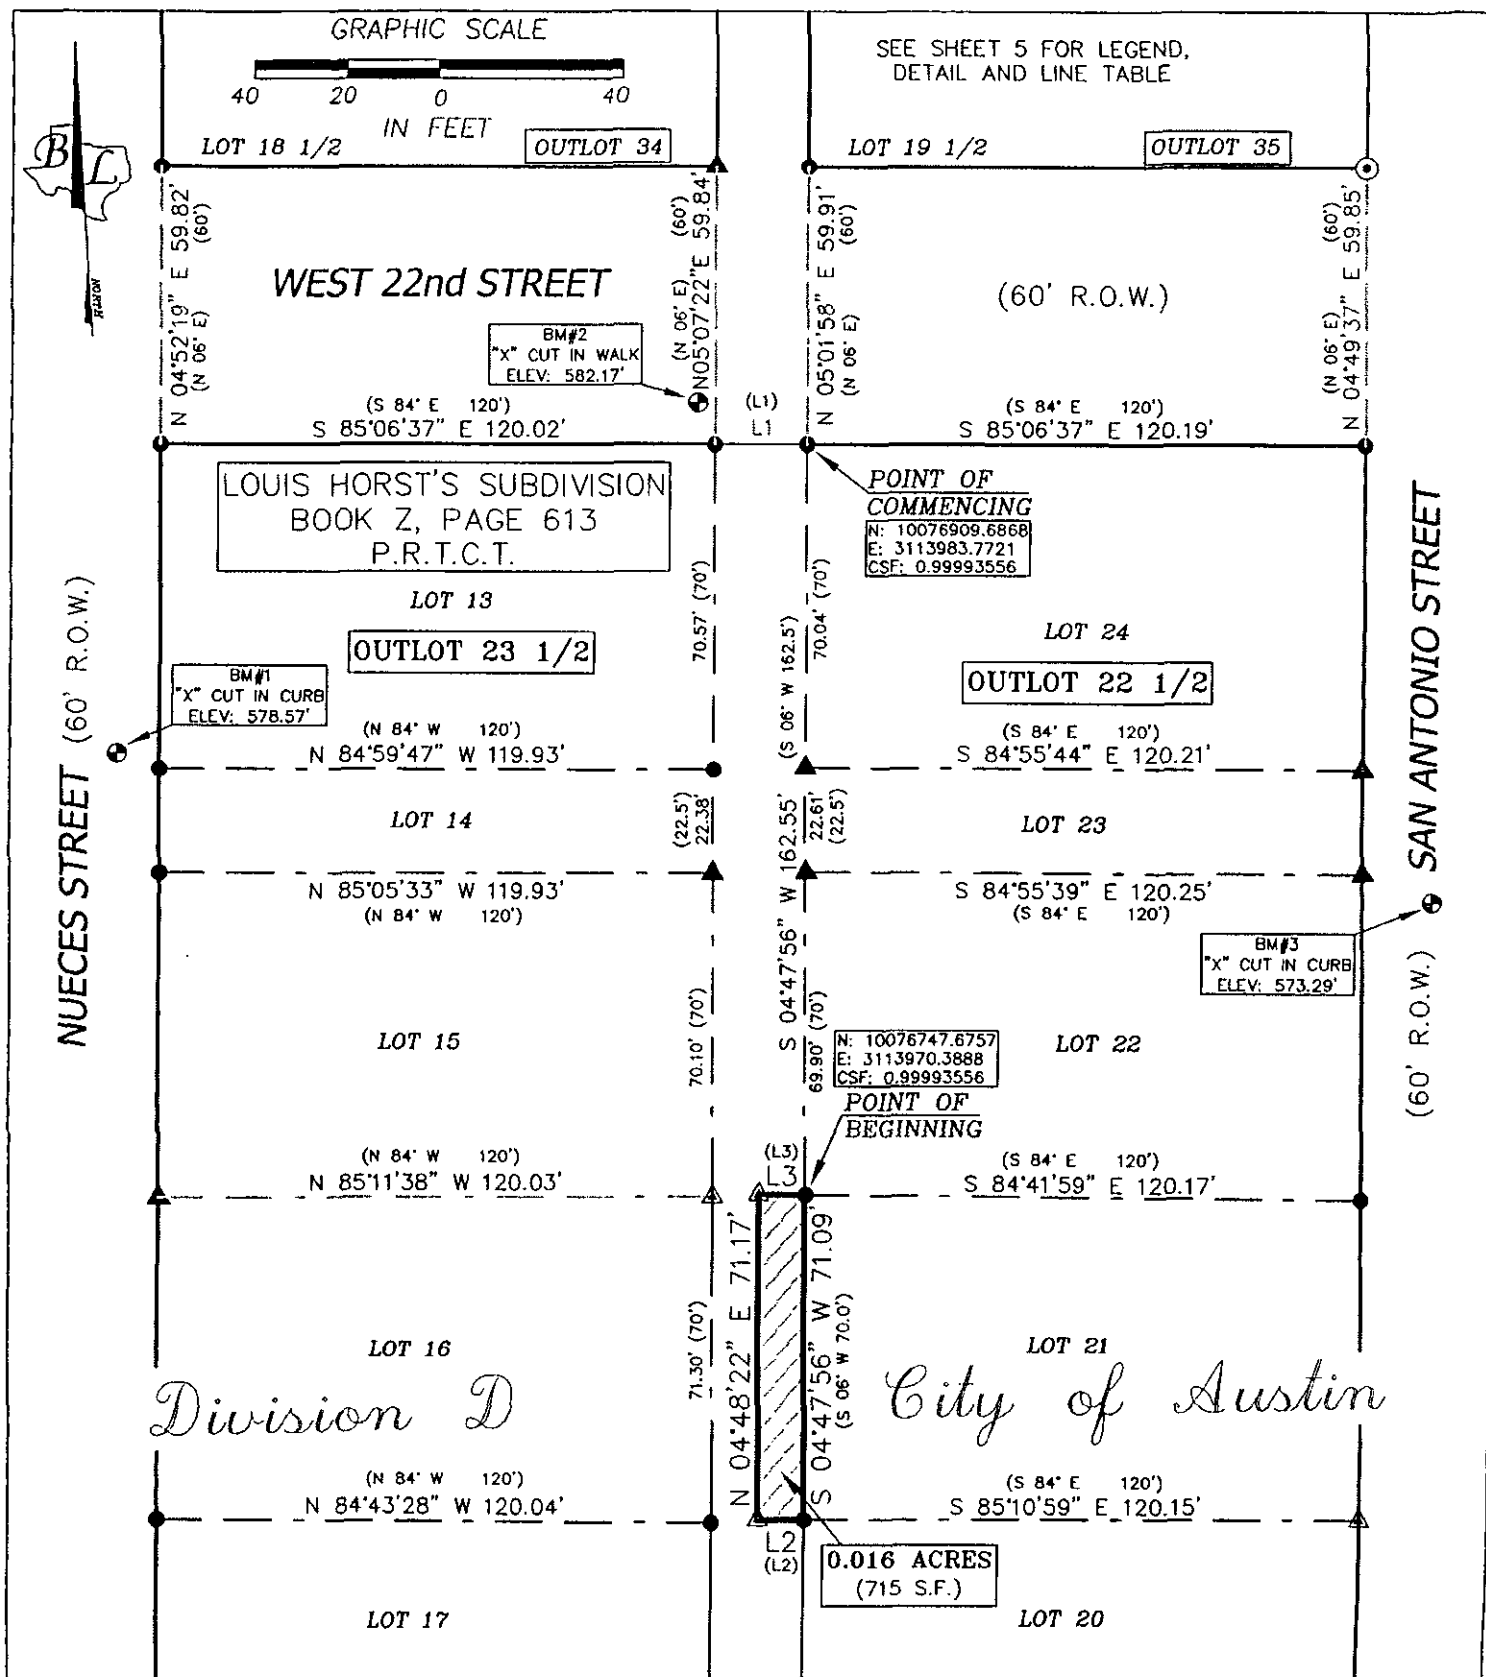 GRAPHIC SCALE
40 20 0 40
IN FEET
SEE SHEET 5 FOR LEGEND,
DETAIL AND LINE TABLE
B L
NORTH
LOT 18 1/2
OUTLOT 34
LOT 19 1/2
OUTLOT 35
N 04°52'19" E 59.82'
(N 06° E) (60')
WEST 22nd STREET
(N 06° E) (60')
N05°07'22"E 59.84'
N 05°01'58" E 59.91'
(N 06° E) (60')
(60' R.O.W.)
(N 06° E) (60')
N 04°49'37" E 59.85'
BM#2
"X" CUT IN WALK
ELEV: 582.17'
(S 84° E 120')
S 85°06'37" E 120.02'
(L1)
L1
(S 84° E 120')
S 85°06'37" E 120.19'
LOUIS HORST'S SUBDIVISION
BOOK Z, PAGE 613
P.R.T.C.T.
POINT OF
COMMENCING
N: 10076909.6868
E: 3113983.7721
CSF: 0.99993556
LOT 13
OUTLOT 23 1/2
70.57' (70')
(S 06° W 162.5')
70.04' (70')
LOT 24
OUTLOT 22 1/2
NUECES STREET (60' R.O.W.)
SAN ANTONIO STREET
(60' R.O.W.)
BM#1
"X" CUT IN CURB
ELEV: 578.57'
(N 84° W 120')
N 84°59'47" W 119.93'
(S 84° E 120')
S 84°55'44" E 120.21'
LOT 14
(22.5')
22.38'
S 04°47'56" W 162.55'
22.61'
(22.5')
LOT 23
N 85°05'33" W 119.93'
(N 84° W 120')
S 84°55'39" E 120.25'
(S 84° E 120')
BM#3
"X" CUT IN CURB
ELEV: 573.29'
LOT 15
70.10' (70')
69.90' (70')
N: 10076747.6757
E: 3113970.3888
CSF: 0.99993556
POINT OF
BEGINNING
LOT 22
(N 84° W 120')
N 85°11'38" W 120.03'
(L3)
L3
(S 84° E 120')
S 84°41'59" E 120.17'
LOT 16
71.30' (70')
N 04°48'22" E 71.17'
S 04°47'56" W 71.09'
(S 06° W 70.0')
LOT 21
Division D
City of Austin
(N 84° W 120')
N 84°43'28" W 120.04'
(S 84° E 120')
S 85°10'59" E 120.15'
L2
(L2)
0.016 ACRES
(715 S.F.)
LOT 17
LOT 20